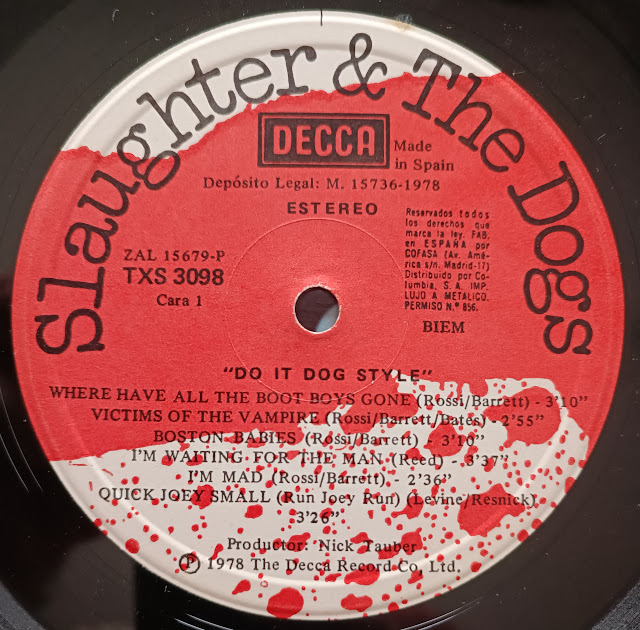 Slaughter & The Dogs
DECCA
Made
in Spain
Depósito Legal: M. 15736-1978
ESTEREO
Reservados todos
los derechos que
marca la ley. FAB.
en ESPAÑA por
COFASA (Av. Amé-
rica s/n. Madrid-17)
Distribuido por Co-
lumbia, S. A. IMP.
LUJO A METALICO.
PERMISO N.º 856.
ZAL 15679-P
TXS 3098
Cara 1
BIEM
"DO IT DOG STYLE"
WHERE HAVE ALL THE BOOT BOYS GONE (Rossi/Barrett) - 3'10"
VICTIMS OF THE VAMPIRE (Rossi/Barrett/Bates) - 2'55"
BOSTON BABIES (Rossi/Barrett) - 3'10"
I'M WAITING FOR THE MAN (Reed) - 3'37"
I'M MAD (Rossi/Barrett) - 2'36"
QUICK JOEY SMALL (Run Joey Run) (Levine/Resnick)
3'26"
Productor: Nick Tauber
Ⓟ 1978 The Decca Record Co, Ltd.